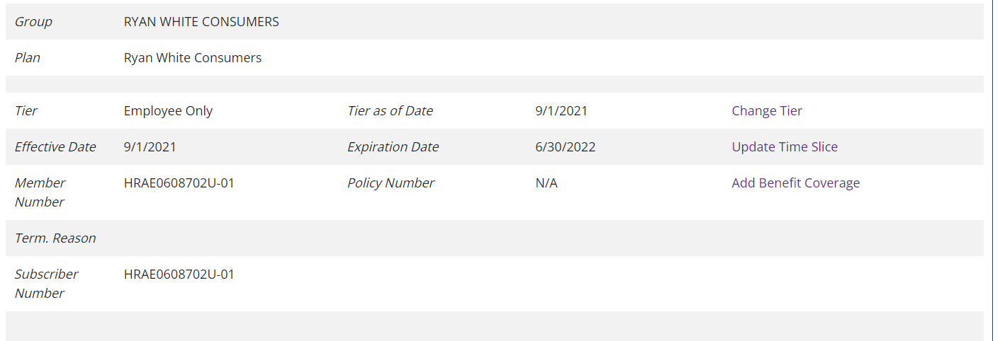 Group RYAN WHITE CONSUMERS
Plan Ryan White Consumers
Tier Employee Only Tier as of Date 9/1/2021 Change Tier
Effective Date 9/1/2021 Expiration Date 6/30/2022 Update Time Slice
Member HRAE0608702U-01 Policy Number N/A Add Benefit Coverage
Number
Term. Reason
Subscriber HRAE0608702U-01
Number